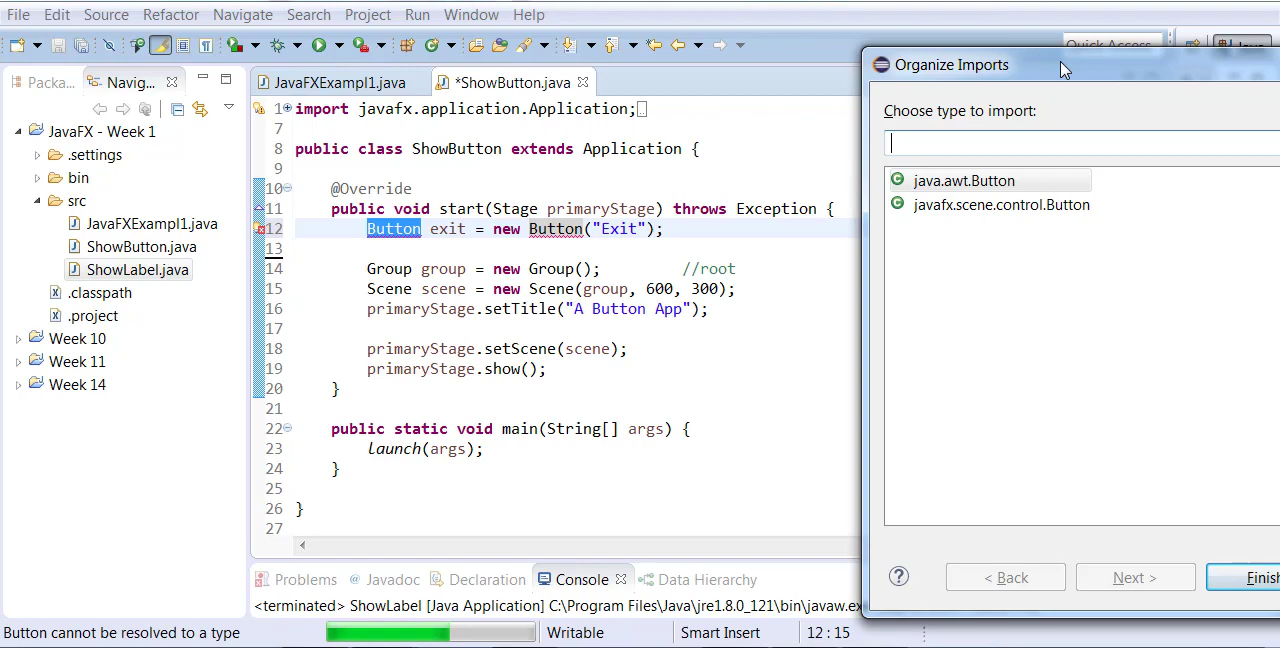 File Edit Source Refactor Navigate Search Project Run Window Help
Quick Access
Java
Packa... Navig...
JavaFX - Week 1
.settings
bin
src
JavaFXExampl1.java
ShowButton.java
ShowLabel.java
.classpath
.project
Week 10
Week 11
Week 14
JavaFXExampl1.java *ShowButton.java
1 import javafx.application.Application;
7
8 public class ShowButton extends Application {
9
10 @Override
11 public void start(Stage primaryStage) throws Exception {
12 Button exit = new Button("Exit");
13
14 Group group = new Group(); //root
15 Scene scene = new Scene(group, 600, 300);
16 primaryStage.setTitle("A Button App");
17
18 primaryStage.setScene(scene);
19 primaryStage.show();
20 }
21
22 public static void main(String[] args) {
23 launch(args);
24 }
25
26 }
27
Organize Imports
Choose type to import:
java.awt.Button
javafx.scene.control.Button
< Back Next > Finish
Problems @ Javadoc Declaration Console Data Hierarchy
<terminated> ShowLabel [Java Application] C:\Program Files\Java\jre1.8.0_121\bin\javaw.ex
Button cannot be resolved to a type Writable Smart Insert 12 : 15